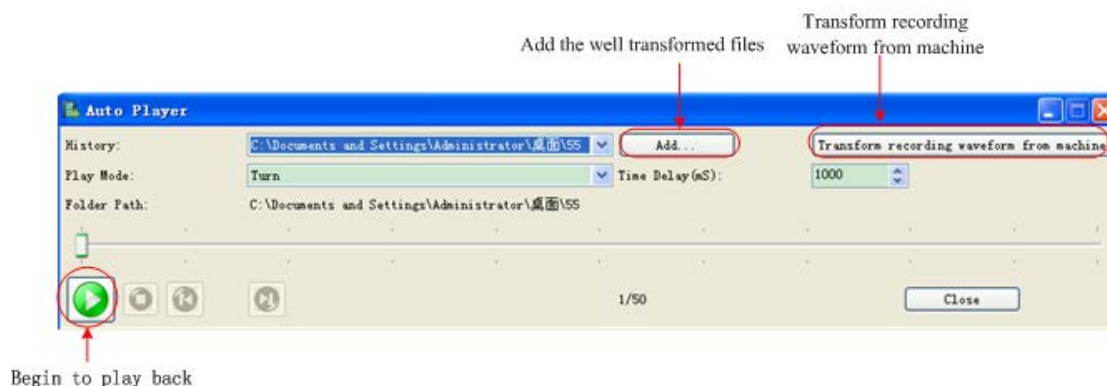 Transform recording
waveform from machine
Add the well transformed files
Auto Player
History:
C:\Documents and Settings\Administrator\桌面\55
Add...
Transform recording waveform from machine
Play Mode:
Turn
Time Delay(mS):
1000
Folder Path:
C:\Documents and Settings\Administrator\桌面\55
1/50
Close
Begin to play back